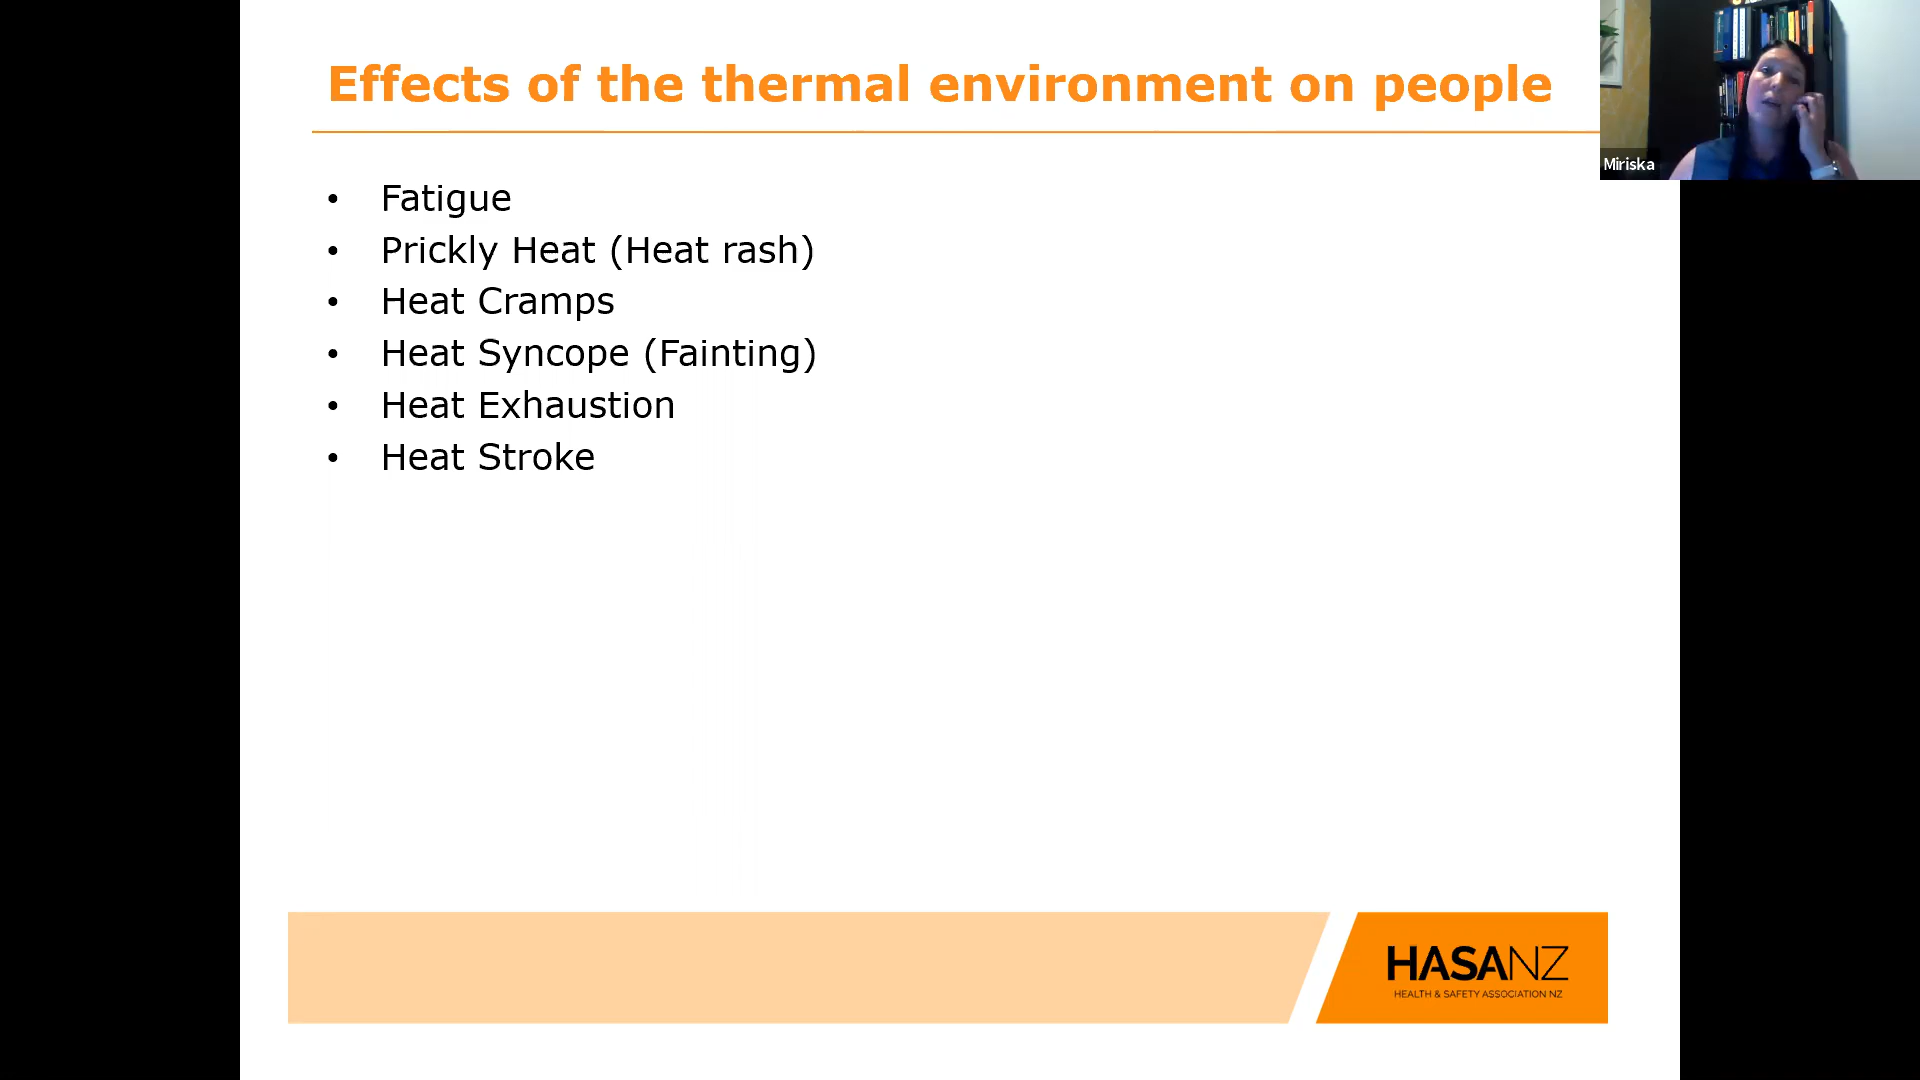 Effects of the thermal environment on people
• Fatigue
• Prickly Heat (Heat rash)
• Heat Cramps
• Heat Syncope (Fainting)
• Heat Exhaustion
• Heat Stroke
Miriska
HASANZ
HEALTH & SAFETY ASSOCIATION NZ